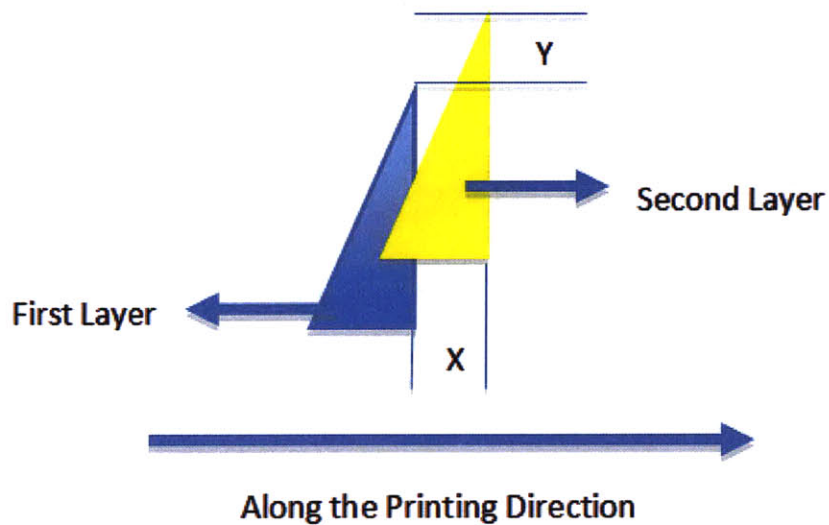 Y
Second Layer
First Layer
X
Along the Printing Direction